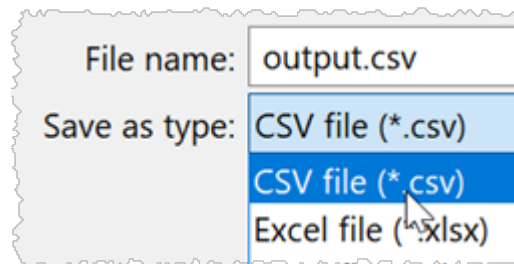 File name: output.csv
Save as type: CSV file (*.csv)
CSV file (*.csv)
Excel file (*.xlsx)